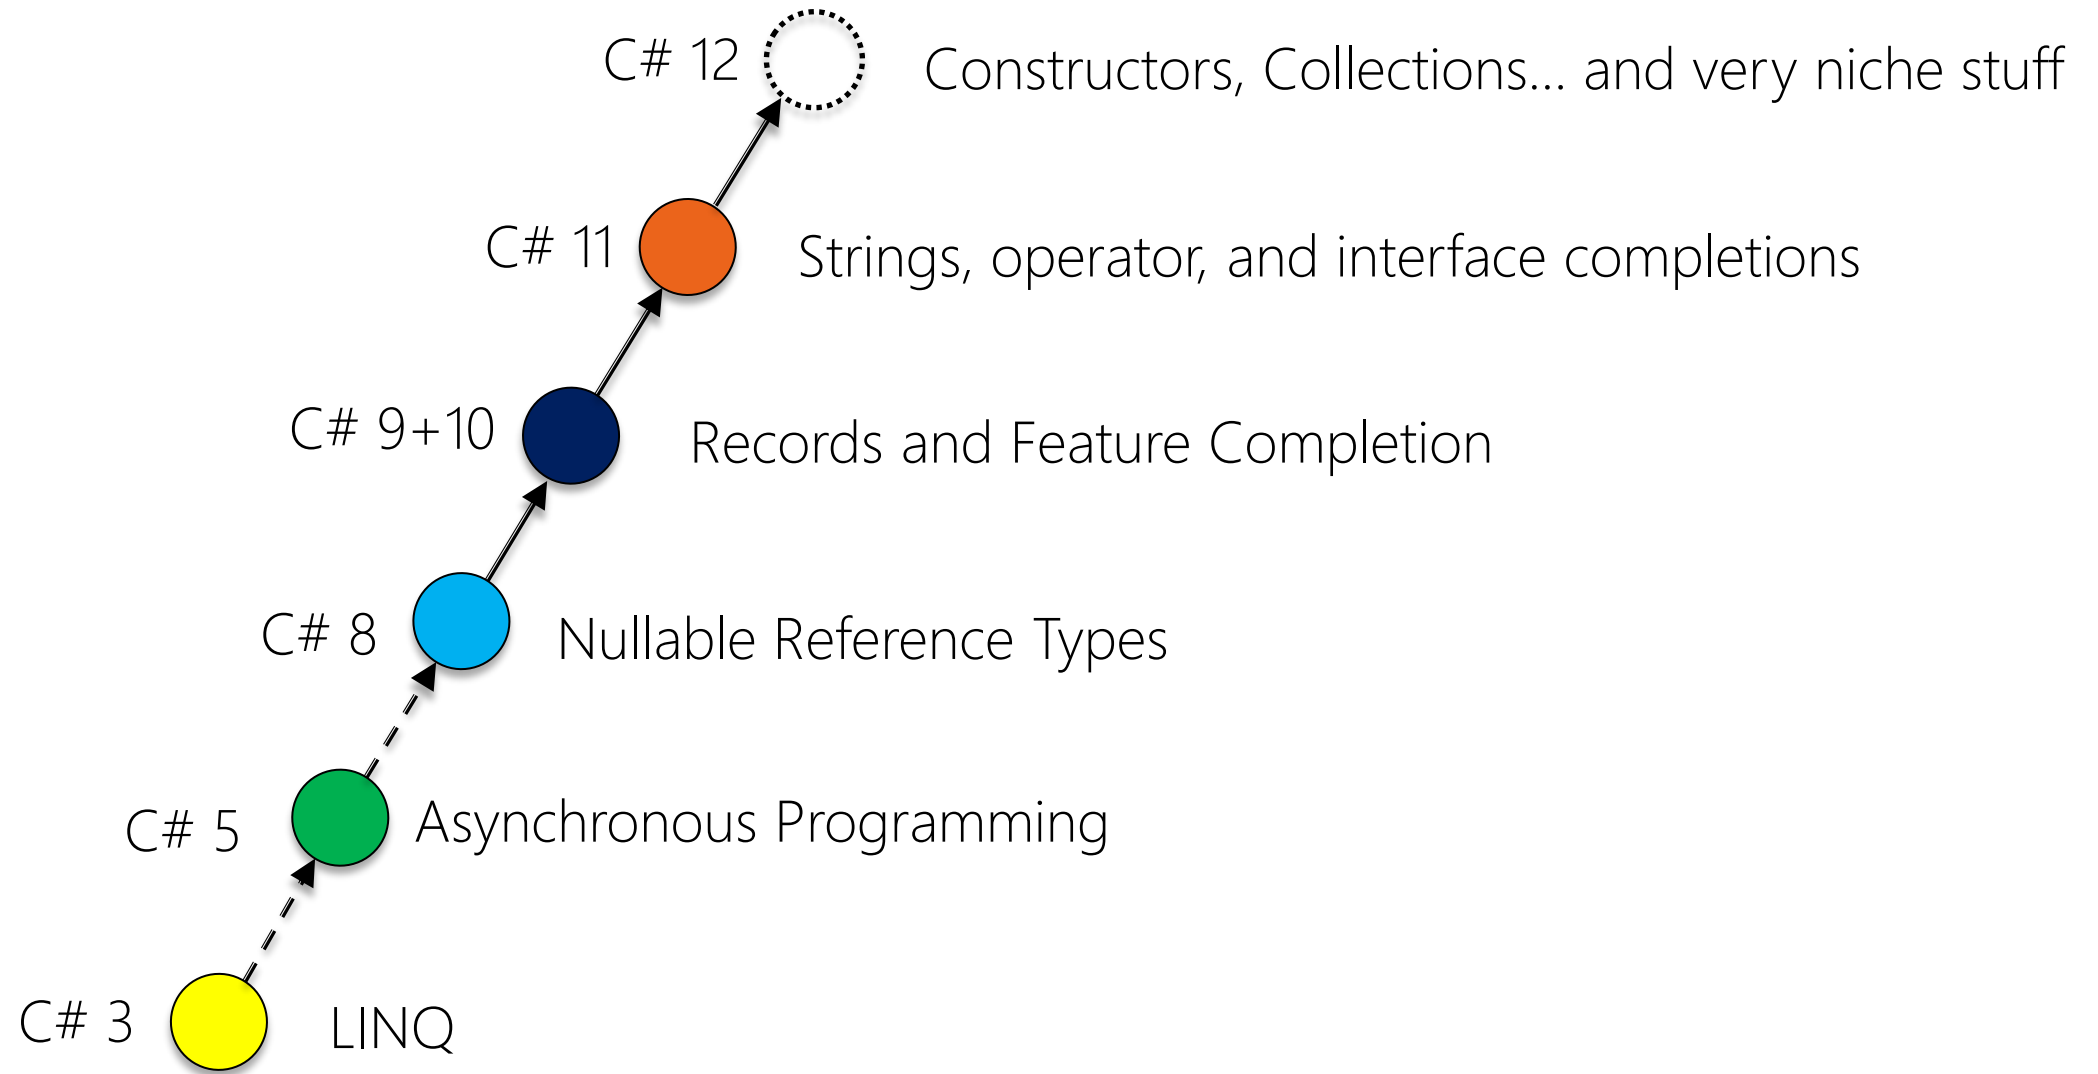 C# 12 Constructors, Collections... and very niche stuff
C# 11 Strings, operator, and interface completions
C# 9+10 Records and Feature Completion
C# 8 Nullable Reference Types
C# 5 Asynchronous Programming
C# 3 LINQ